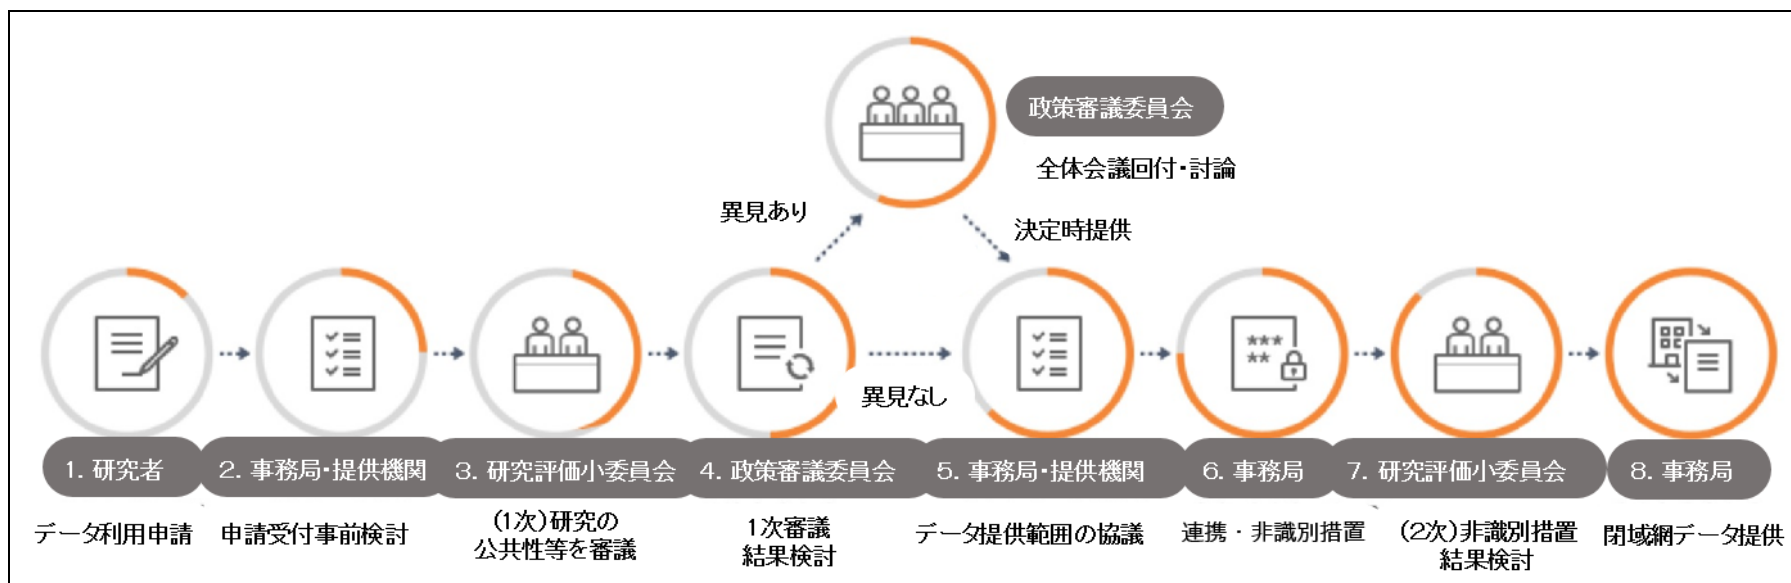 政策審議委員会
全体会議回付・討論
異見あり
決定時提供
異見なし
1. 研究者
データ利用申請
2. 事務局・提供機関
申請受付事前検討
3. 研究評価小委員会
(1次)研究の
公共性等を審議
4. 政策審議委員会
1次審議
結果検討
5. 事務局・提供機関
データ提供範囲の協議
6. 事務局
***
**
連携・非識別措置
7. 研究評価小委員会
(2次)非識別措置
結果検討
8. 事務局
閉域網データ提供